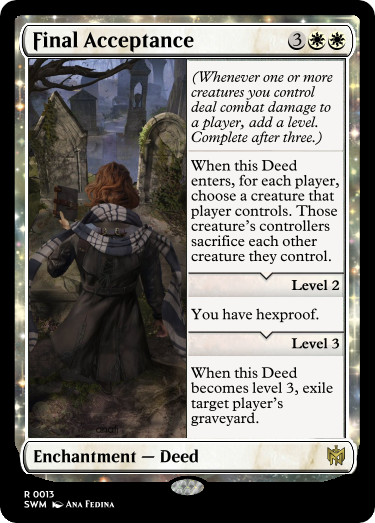 Final Acceptance 3
(Whenever one or more
creatures you control
deal combat damage to
a player, add a level.
Complete after three.)
When this Deed
enters, for each player,
choose a creature that
player controls. Those
creature's controllers
sacrifice each other
creature they control.
Level 2
You have hexproof.
Level 3
When this Deed
becomes level 3, exile
target player's
graveyard.
Enchantment — Deed
R 0013
SWM Ana Fedina